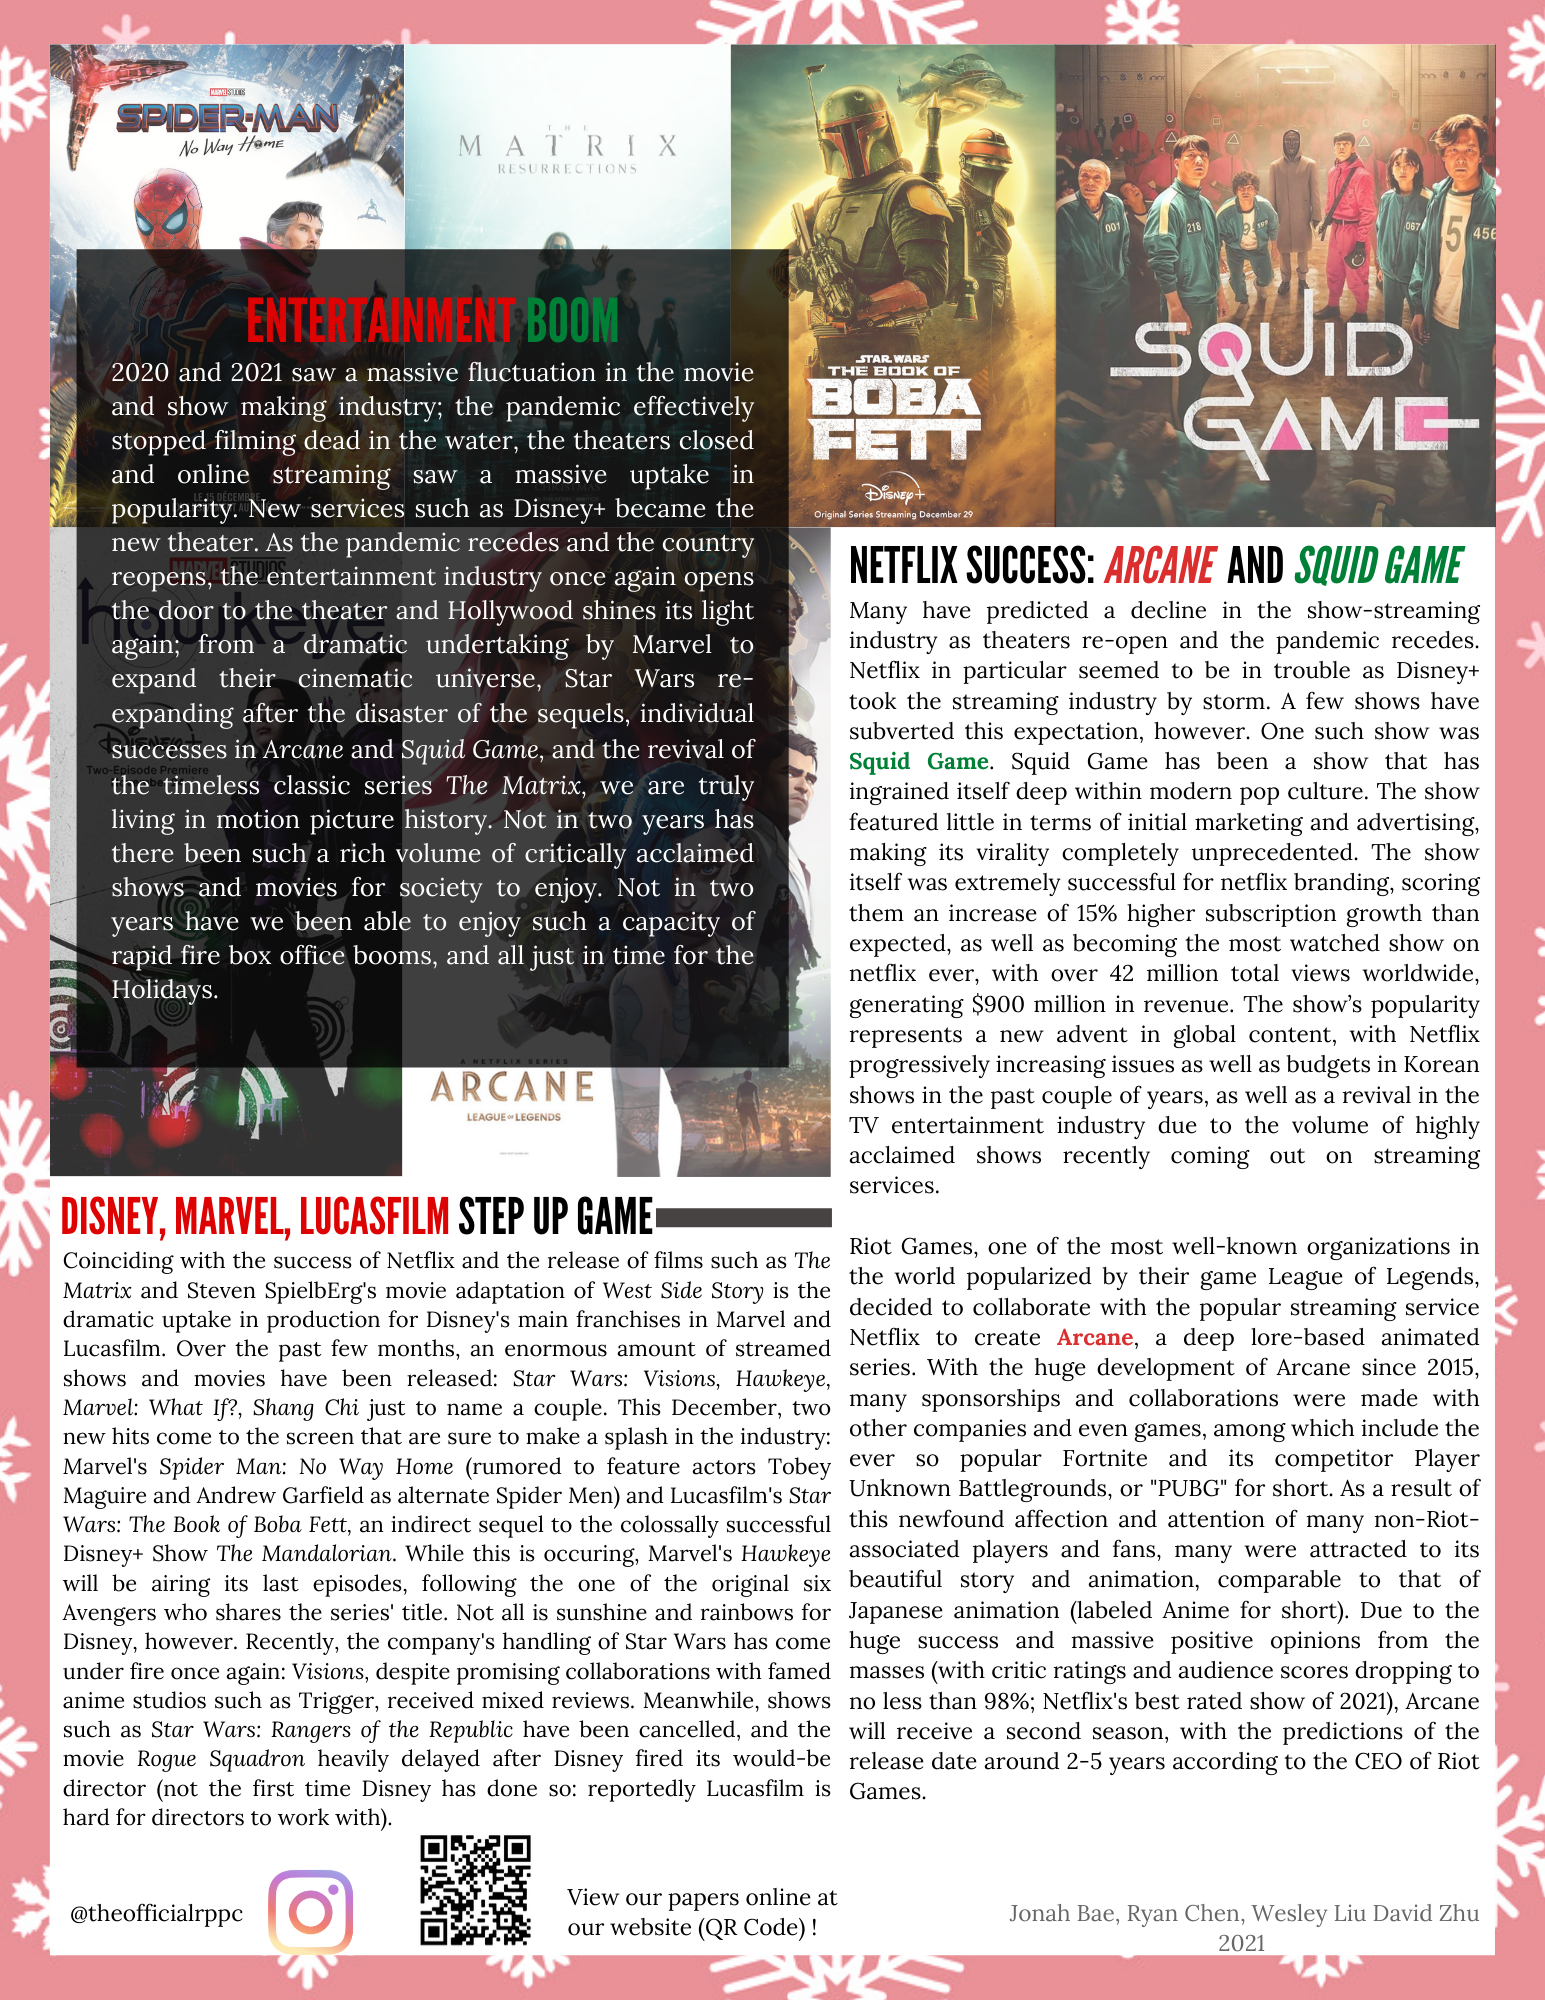 MARVEL STUDIOS
SPIDER-MAN
No Way Home
THE
MATRIX
RESURRECTIONS
001
218
067
456
STAR WARS
THE BOOK OF
BOBA
FETT
Disney+
Original Series Streaming December 29
SQUID
GAME
ENTERTAINMENT BOOM
2020 and 2021 saw a massive fluctuation in the movie
and show making industry; the pandemic effectively
stopped filming dead in the water, the theaters closed
and online streaming saw a massive uptake in
popularity. New services such as Disney+ became the
new theater. As the pandemic recedes and the country
reopens, the entertainment industry once again opens
the door to the theater and Hollywood shines its light
again; from a dramatic undertaking by Marvel to
expand their cinematic universe, Star Wars re-
expanding after the disaster of the sequels, individual
successes in Arcane and Squid Game, and the revival of
the timeless classic series The Matrix, we are truly
living in motion picture history. Not in two years has
there been such a rich volume of critically acclaimed
shows and movies for society to enjoy. Not in two
years have we been able to enjoy such a capacity of
rapid fire box office booms, and all just in time for the
Holidays.
MARVEL STUDIOS
hawkeye
Disney+
Two-Episode Premiere
A NETFLIX SERIES
ARCANE
LEAGUE OF LEGENDS
DISNEY, MARVEL, LUCASFILM STEP UP GAME
Coinciding with the success of Netflix and the release of films such as The
Matrix and Steven SpielbErg's movie adaptation of West Side Story is the
dramatic uptake in production for Disney's main franchises in Marvel and
Lucasfilm. Over the past few months, an enormous amount of streamed
shows and movies have been released: Star Wars: Visions, Hawkeye,
Marvel: What If?, Shang Chi just to name a couple. This December, two
new hits come to the screen that are sure to make a splash in the industry:
Marvel's Spider Man: No Way Home (rumored to feature actors Tobey
Maguire and Andrew Garfield as alternate Spider Men) and Lucasfilm's Star
Wars: The Book of Boba Fett, an indirect sequel to the colossally successful
Disney+ Show The Mandalorian. While this is occuring, Marvel's Hawkeye
will be airing its last episodes, following the one of the original six
Avengers who shares the series' title. Not all is sunshine and rainbows for
Disney, however. Recently, the company's handling of Star Wars has come
under fire once again: Visions, despite promising collaborations with famed
anime studios such as Trigger, received mixed reviews. Meanwhile, shows
such as Star Wars: Rangers of the Republic have been cancelled, and the
movie Rogue Squadron heavily delayed after Disney fired its would-be
director (not the first time Disney has done so: reportedly Lucasfilm is
hard for directors to work with).
NETFLIX SUCCESS: ARCANE AND SQUID GAME
Many have predicted a decline in the show-streaming
industry as theaters re-open and the pandemic recedes.
Netflix in particular seemed to be in trouble as Disney+
took the streaming industry by storm. A few shows have
subverted this expectation, however. One such show was
Squid Game. Squid Game has been a show that has
ingrained itself deep within modern pop culture. The show
featured little in terms of initial marketing and advertising,
making its virality completely unprecedented. The show
itself was extremely successful for netflix branding, scoring
them an increase of 15% higher subscription growth than
expected, as well as becoming the most watched show on
netflix ever, with over 42 million total views worldwide,
generating $900 million in revenue. The show’s popularity
represents a new advent in global content, with Netflix
progressively increasing issues as well as budgets in Korean
shows in the past couple of years, as well as a revival in the
TV entertainment industry due to the volume of highly
acclaimed shows recently coming out on streaming
services.
Riot Games, one of the most well-known organizations in
the world popularized by their game League of Legends,
decided to collaborate with the popular streaming service
Netflix to create Arcane, a deep lore-based animated
series. With the huge development of Arcane since 2015,
many sponsorships and collaborations were made with
other companies and even games, among which include the
ever so popular Fortnite and its competitor Player
Unknown Battlegrounds, or "PUBG" for short. As a result of
this newfound affection and attention of many non-Riot-
associated players and fans, many were attracted to its
beautiful story and animation, comparable to that of
Japanese animation (labeled Anime for short). Due to the
huge success and massive positive opinions from the
masses (with critic ratings and audience scores dropping to
no less than 98%; Netflix's best rated show of 2021), Arcane
will receive a second season, with the predictions of the
release date around 2-5 years according to the CEO of Riot
Games.
@theofficialrppc
View our papers online at
our website (QR Code) !
Jonah Bae, Ryan Chen, Wesley Liu David Zhu
2021